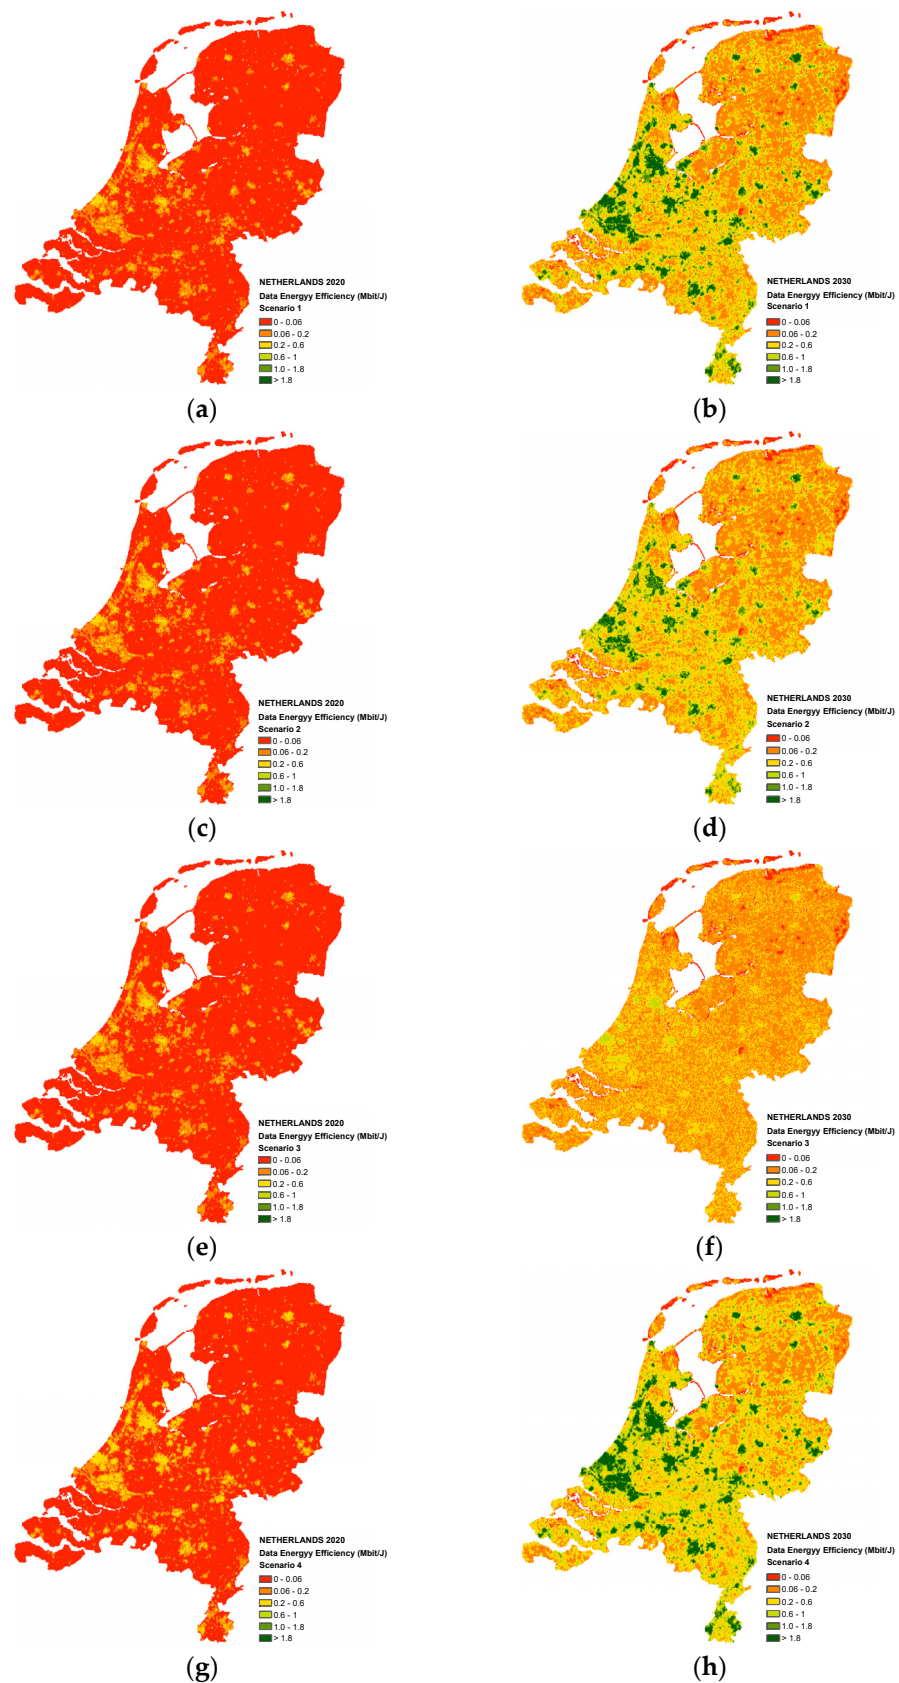 NETHERLANDS 2020
Data Energyy Efficiency (Mbit/J)
Scenario 1
0 - 0.06
0.06 - 0.2
0.2 - 0.6
0.6 - 1
1.0 - 1.8
> 1.8
(a)
NETHERLANDS 2030
Data Energyy Efficiency (Mbit/J)
Scenario 1
0 - 0.06
0.06 - 0.2
0.2 - 0.6
0.6 - 1
1.0 - 1.8
> 1.8
(b)
NETHERLANDS 2020
Data Energyy Efficiency (Mbit/J)
Scenario 2
0 - 0.06
0.06 - 0.2
0.2 - 0.6
0.6 - 1
1.0 - 1.8
> 1.8
(c)
NETHERLANDS 2030
Data Energyy Efficiency (Mbit/J)
Scenario 2
0 - 0.06
0.06 - 0.2
0.2 - 0.6
0.6 - 1
1.0 - 1.8
> 1.8
(d)
NETHERLANDS 2020
Data Energyy Efficiency (Mbit/J)
Scenario 3
0 - 0.06
0.06 - 0.2
0.2 - 0.6
0.6 - 1
1.0 - 1.8
> 1.8
(e)
NETHERLANDS 2030
Data Energyy Efficiency (Mbit/J)
Scenario 3
0 - 0.06
0.06 - 0.2
0.2 - 0.6
0.6 - 1
1.0 - 1.8
> 1.8
(f)
NETHERLANDS 2020
Data Energyy Efficiency (Mbit/J)
Scenario 4
0 - 0.06
0.06 - 0.2
0.2 - 0.6
0.6 - 1
1.0 - 1.8
> 1.8
(g)
NETHERLANDS 2030
Data Energyy Efficiency (Mbit/J)
Scenario 4
0 - 0.06
0.06 - 0.2
0.2 - 0.6
0.6 - 1
1.0 - 1.8
> 1.8
(h)